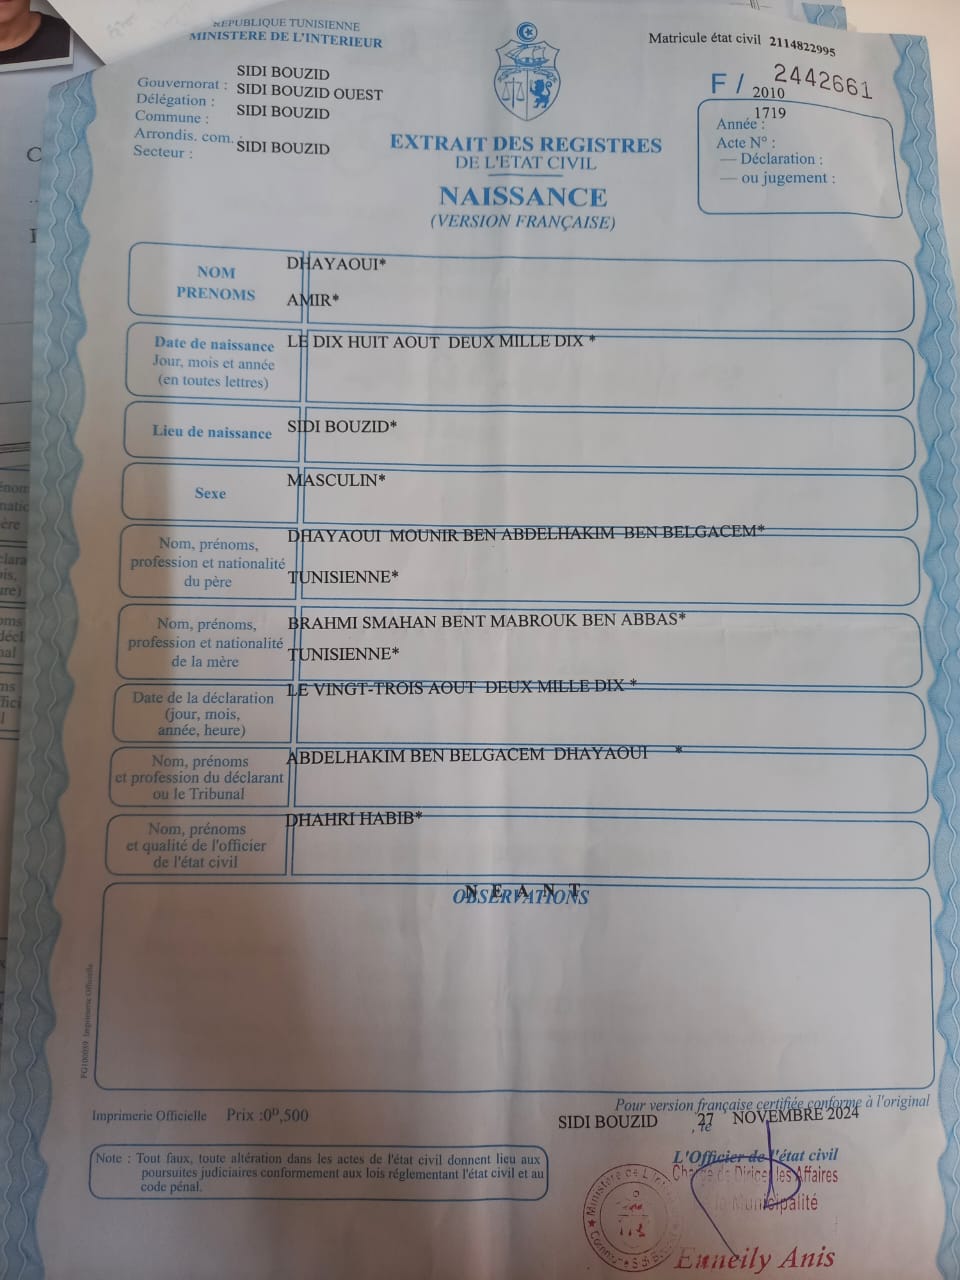 REPUBLIQUE TUNISIENNE
MINISTERE DE L'INTERIEUR
Matricule état civil 2114822995
F / 2442661
Gouvernorat : SIDI BOUZID
Délégation : SIDI BOUZID OUEST
Commune : SIDI BOUZID
Arrondis. com. :
Secteur : SIDI BOUZID
2010
1719
Année :
Acte N° :
— Déclaration :
— ou jugement :
EXTRAIT DES REGISTRES
DE L'ETAT CIVIL
NAISSANCE
(VERSION FRANÇAISE)
NOM DHAYAOUI*
PRENOMS AMIR*
Date de naissance LE DIX HUIT AOUT DEUX MILLE DIX *
Jour, mois et année
(en toutes lettres)
Lieu de naissance SIDI BOUZID*
Sexe MASCULIN*
Nom, prénoms, DHAYAOUI MOUNIR BEN ABDELHAKIM BEN BELGACEM*
profession et nationalité
du père TUNISIENNE*
Nom, prénoms, BRAHMI SMAHAN BENT MABROUK BEN ABBAS*
profession et nationalité
de la mère TUNISIENNE*
Date de la déclaration LE VINGT-TROIS AOUT DEUX MILLE DIX *
(jour, mois,
année, heure)
Nom, prénoms ABDELHAKIM BEN BELGACEM DHAYAOUI *
et profession du déclarant
ou le Tribunal
Nom, prénoms DHAHRI HABIB*
et qualité de l'officier
de l'état civil
N E A N T
OBSERVATIONS
FG100059 Imprimerie Officielle
Imprimerie Officielle Prix :0ᴰ,500
Pour version française certifiée conforme à l'original
SIDI BOUZID , le 27 NOVEMBRE 2024
Note : Tout faux, toute altération dans les actes de l'état civil donnent lieu aux
poursuites judiciaires conformement aux lois réglementant l'état civil et au
code pénal.
L'Officier de l'état civil
les Affaires
Municipalité
Anis